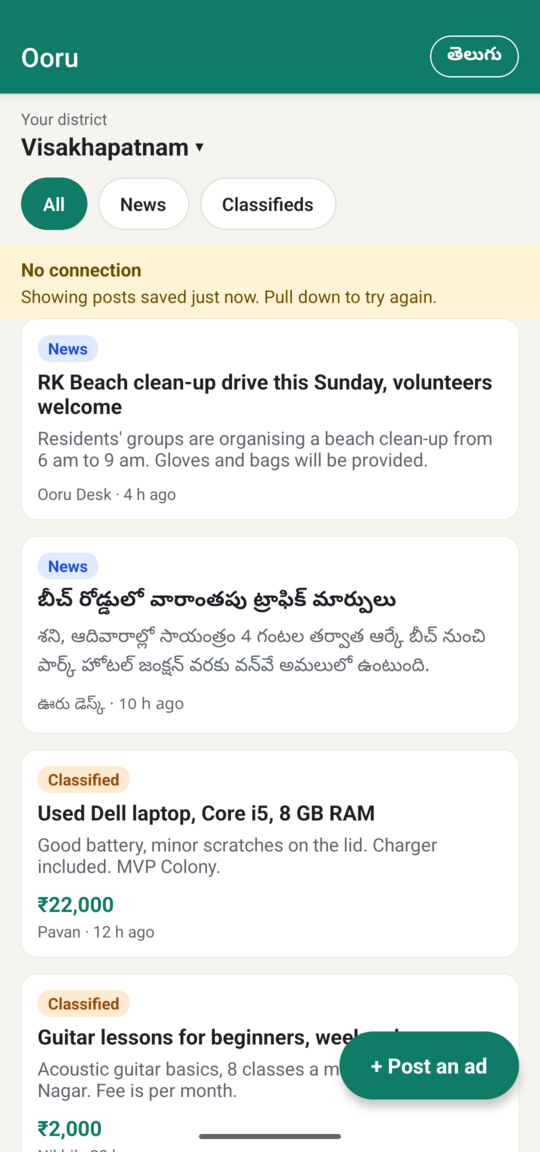 Ooru
తెలుగు
Your district
Visakhapatnam ▾
All
News
Classifieds
No connection
Showing posts saved just now. Pull down to try again.
News
RK Beach clean-up drive this Sunday, volunteers
welcome
Residents' groups are organising a beach clean-up from
6 am to 9 am. Gloves and bags will be provided.
Ooru Desk · 4 h ago
News
బీచ్ రోడ్డులో వారాంతపు ట్రాఫిక్ మార్పులు
శని, ఆదివారాల్లో సాయంత్రం 4 గంటల తర్వాత ఆర్కే బీచ్ నుంచి
పార్క్ హోటల్ జంక్షన్ వరకు వన్‌వే అమలులో ఉంటుంది.
ఊరు డెస్క్ · 10 h ago
Classified
Used Dell laptop, Core i5, 8 GB RAM
Good battery, minor scratches on the lid. Charger
included. MVP Colony.
₹22,000
Pavan · 12 h ago
Classified
Guitar lessons for beginners,
Acoustic guitar basics, 8 classes a
+ Post an ad
Nagar. Fee is per month.
₹2,000